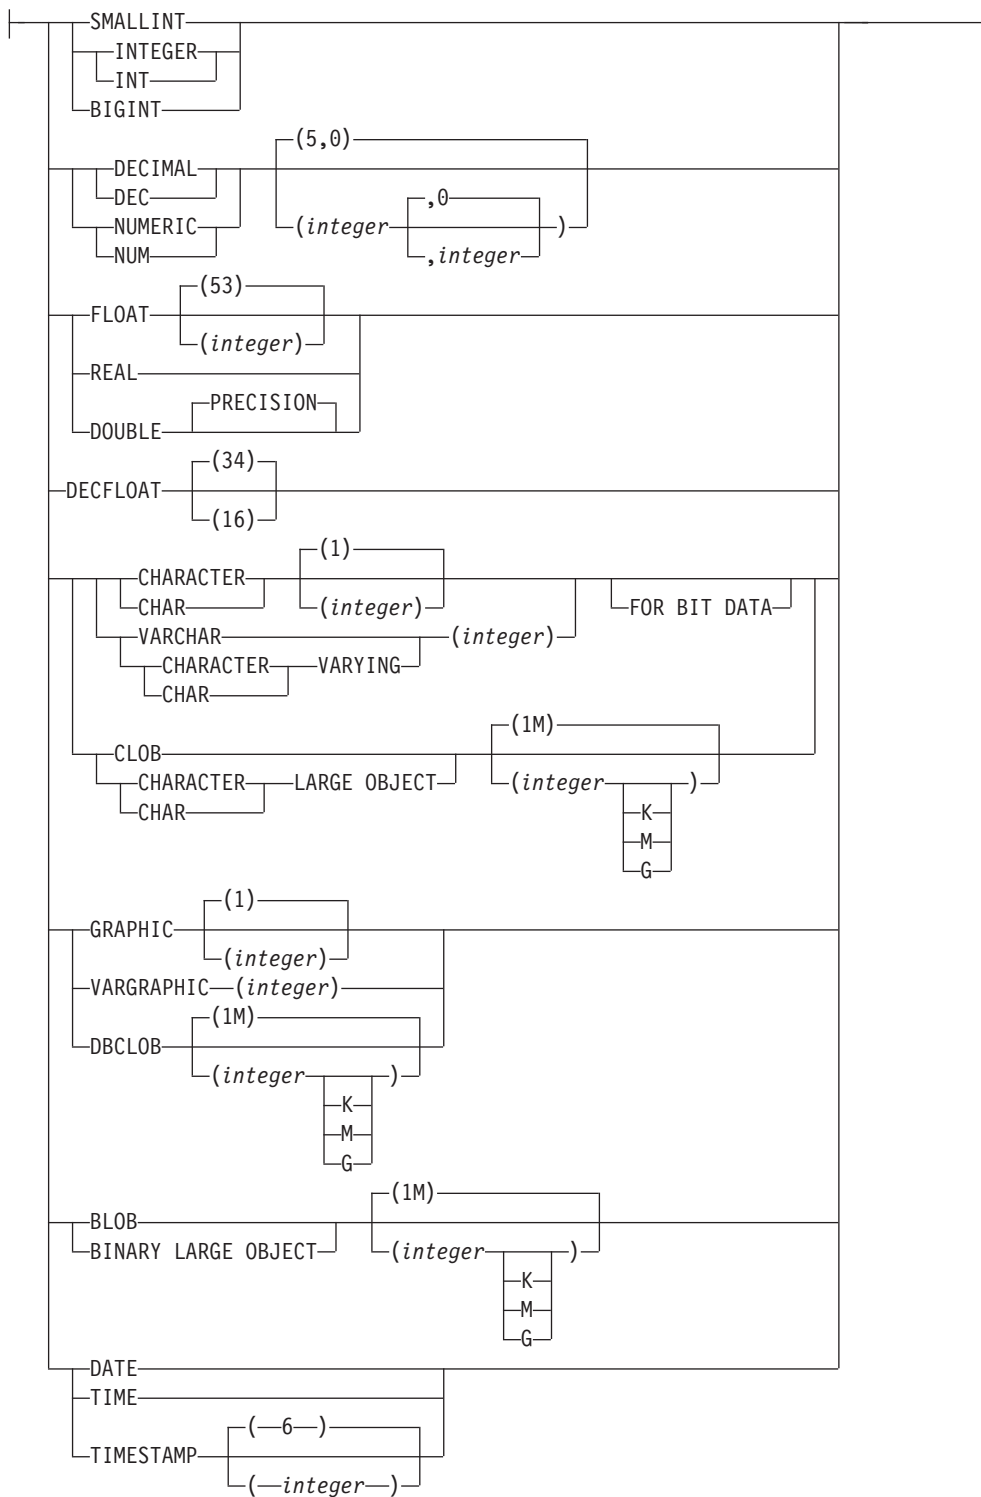 SMALLINT
INTEGER
INT
BIGINT
(5,0)
DECIMAL
DEC
NUMERIC (integer ,0 )
NUM ,integer
(53)
FLOAT
(integer)
REAL
PRECISION
DOUBLE
(34)
DECFLOAT
(16)
(1)
CHARACTER
CHAR (integer) FOR BIT DATA
VARCHAR (integer)
CHARACTER VARYING
CHAR
(1M)
CLOB
CHARACTER LARGE OBJECT (integer )
CHAR K
M
G
(1)
GRAPHIC
(integer)
VARGRAPHIC (integer)
(1M)
DBCLOB
(integer )
K
M
G
(1M)
BLOB
BINARY LARGE OBJECT (integer )
K
M
G
DATE
TIME
( 6 )
TIMESTAMP
( integer )